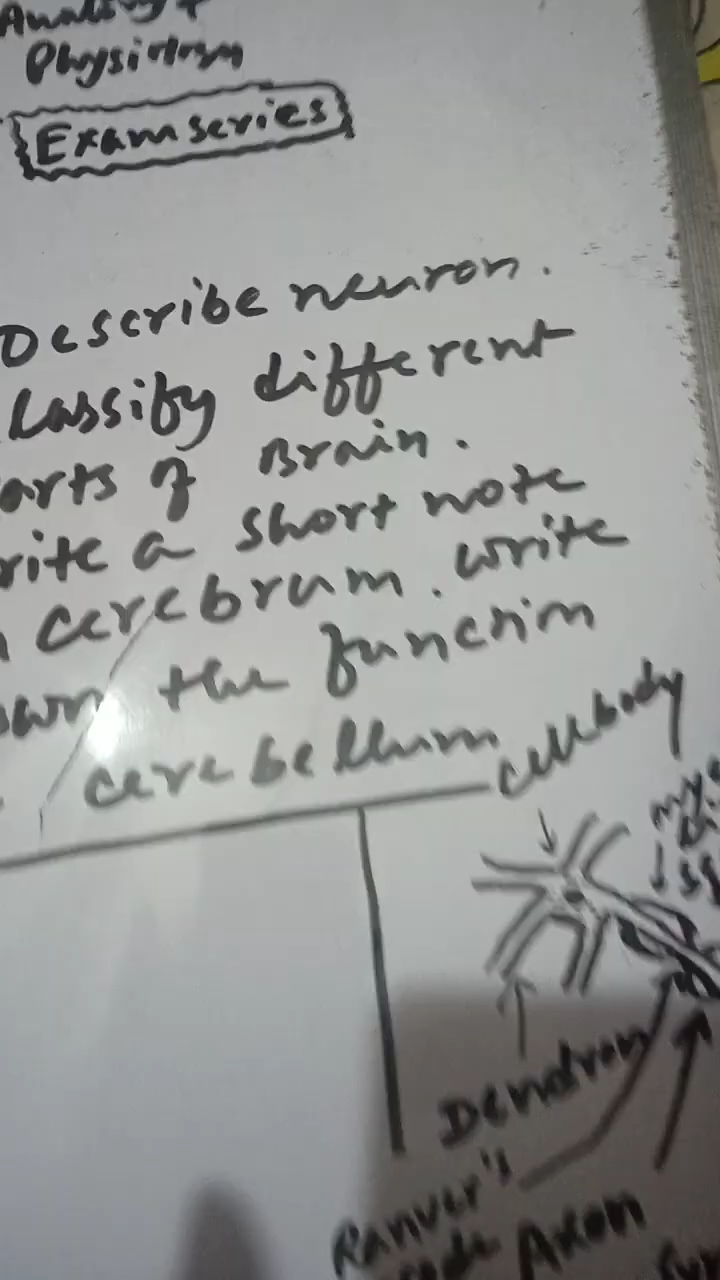 Physiology
Exam series
Describe neuron.
lassify different
arts of Brain.
rite a short note
n cerebrum. write
own the function
cerebellum
cell body
Dendron
Ranver's
Axon